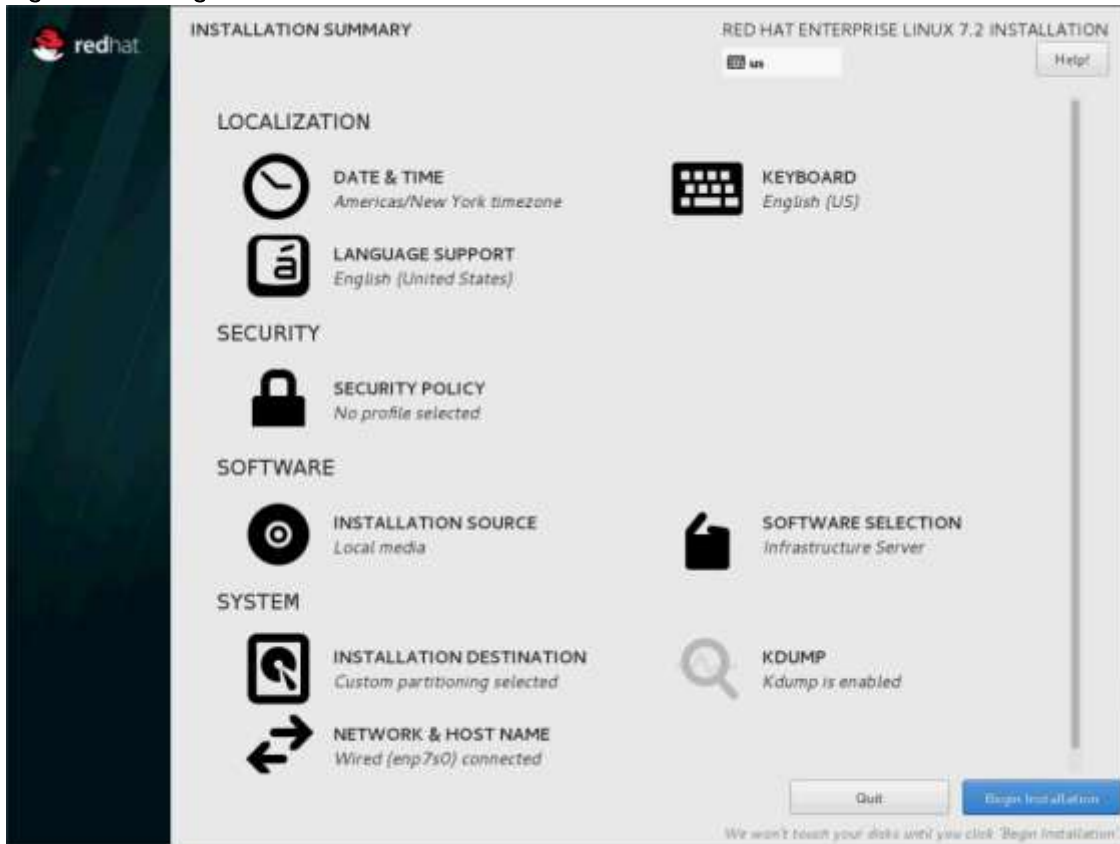 redhat
INSTALLATION SUMMARY
RED HAT ENTERPRISE LINUX 7.2 INSTALLATION
us
Help!
LOCALIZATION
DATE & TIME
Americas/New York timezone
KEYBOARD
English (US)
LANGUAGE SUPPORT
English (United States)
SECURITY
SECURITY POLICY
No profile selected
SOFTWARE
INSTALLATION SOURCE
Local media
SOFTWARE SELECTION
Infrastructure Server
SYSTEM
INSTALLATION DESTINATION
Custom partitioning selected
KDUMP
Kdump is enabled
NETWORK & HOST NAME
Wired (enp7s0) connected
Quit
Begin Installation
We won't touch your disks until you click 'Begin Installation'